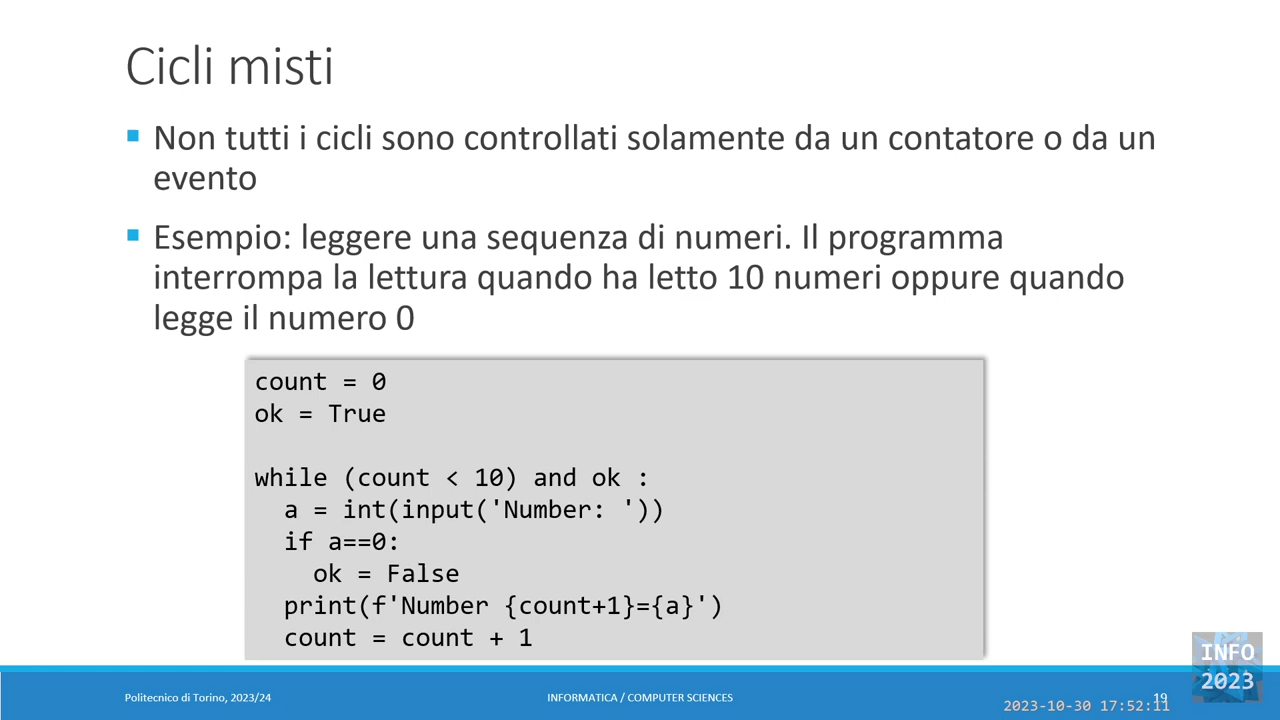 Cicli misti
Non tutti i cicli sono controllati solamente da un contatore o da un
evento
Esempio: leggere una sequenza di numeri. Il programma
interrompa la lettura quando ha letto 10 numeri oppure quando
legge il numero 0
count = 0
ok = True
while (count < 10) and ok :
  a = int(input('Number: '))
  if a==0:
    ok = False
  print(f'Number {count+1}={a}')
  count = count + 1
Politecnico di Torino, 2023/24
INFORMATICA / COMPUTER SCIENCES
19
INFO
2023
2023-10-30 17:52:11